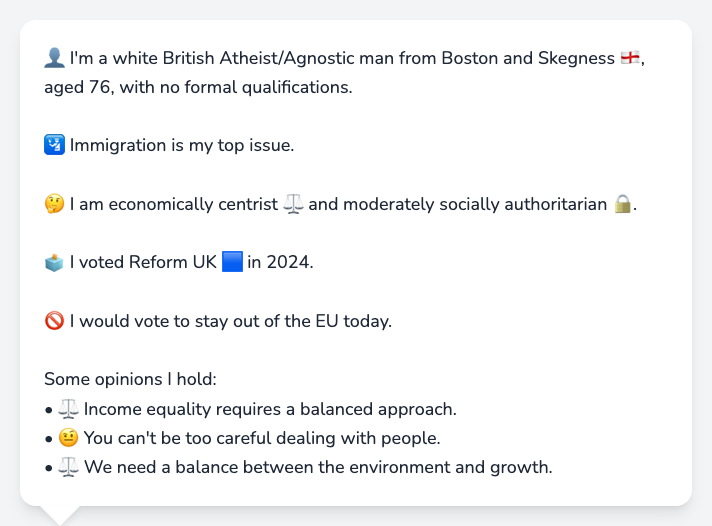 👤 I'm a white British Atheist/Agnostic man from Boston and Skegness 🏴󠁧󠁢󠁥󠁮󠁧󠁿,
aged 76, with no formal qualifications.
🛂 Immigration is my top issue.
🤔 I am economically centrist ⚖️ and moderately socially authoritarian 🔒.
🗳️ I voted Reform UK 🟦 in 2024.
🚫 I would vote to stay out of the EU today.
Some opinions I hold:
• ⚖️ Income equality requires a balanced approach.
• 🤨 You can't be too careful dealing with people.
• ⚖️ We need a balance between the environment and growth.